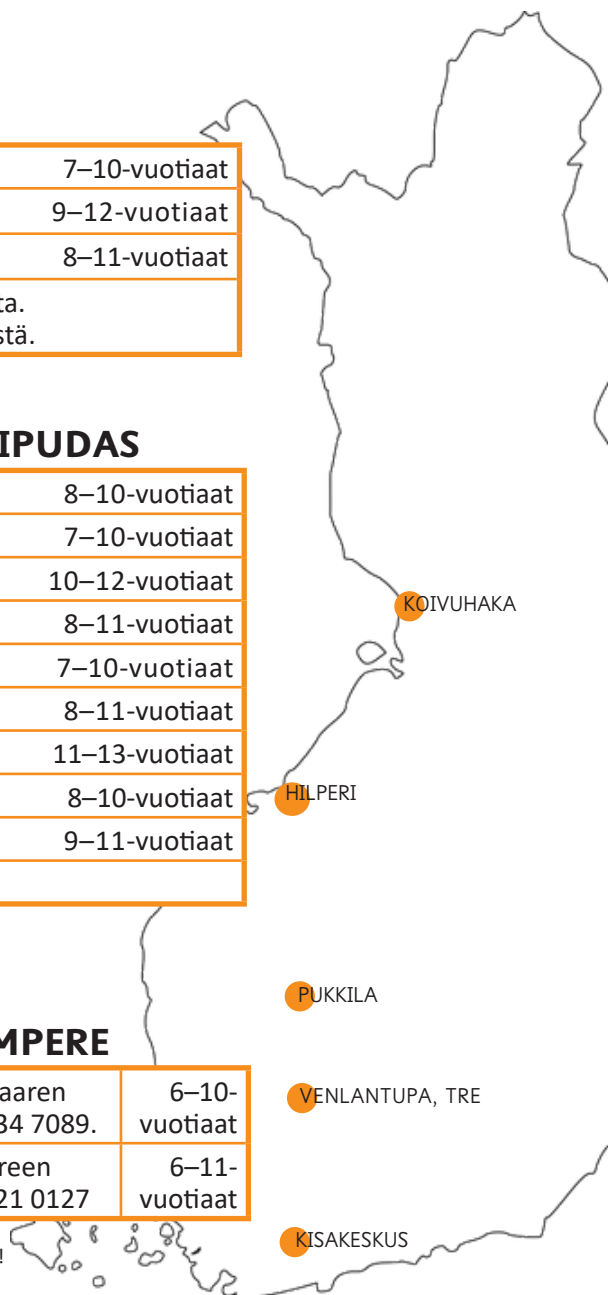 7–10-vuotiaat
9–12-vuotiaat
8–11-vuotiaat
ta.
stä.
IPUDAS
8–10-vuotiaat
7–10-vuotiaat
10–12-vuotiaat
8–11-vuotiaat
7–10-vuotiaat
8–11-vuotiaat
11–13-vuotiaat
8–10-vuotiaat
9–11-vuotiaat
KOIVUHAKA
HILPERI
PUKKILA
MPERE
aaren
34 7089.
6–10-
vuotiaat
reen
21 0127
6–11-
vuotiaat
VENLANTUPA, TRE
KISAKESKUS
!